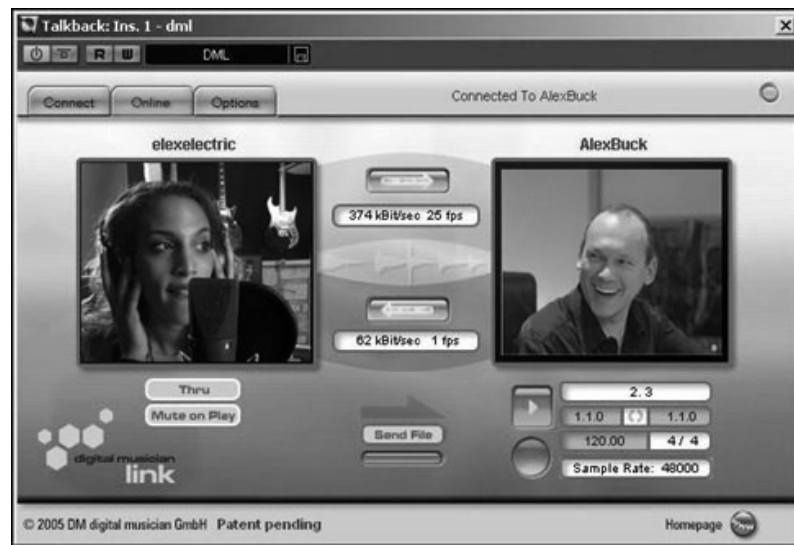 Talkback: Ins. 1 - dml
R W DML
Connect Online Options Connected To AlexBuck
elexelectric AlexBuck
374 kBit/sec 25 fps
62 kBit/sec 1 fps
Thru
Mute on Play
Send File
2. 3
1.1.0 1.1.0
120.00 4 / 4
Sample Rate: 48000
digital musician
link
© 2005 DM digital musician GmbH Patent pending
Homepage